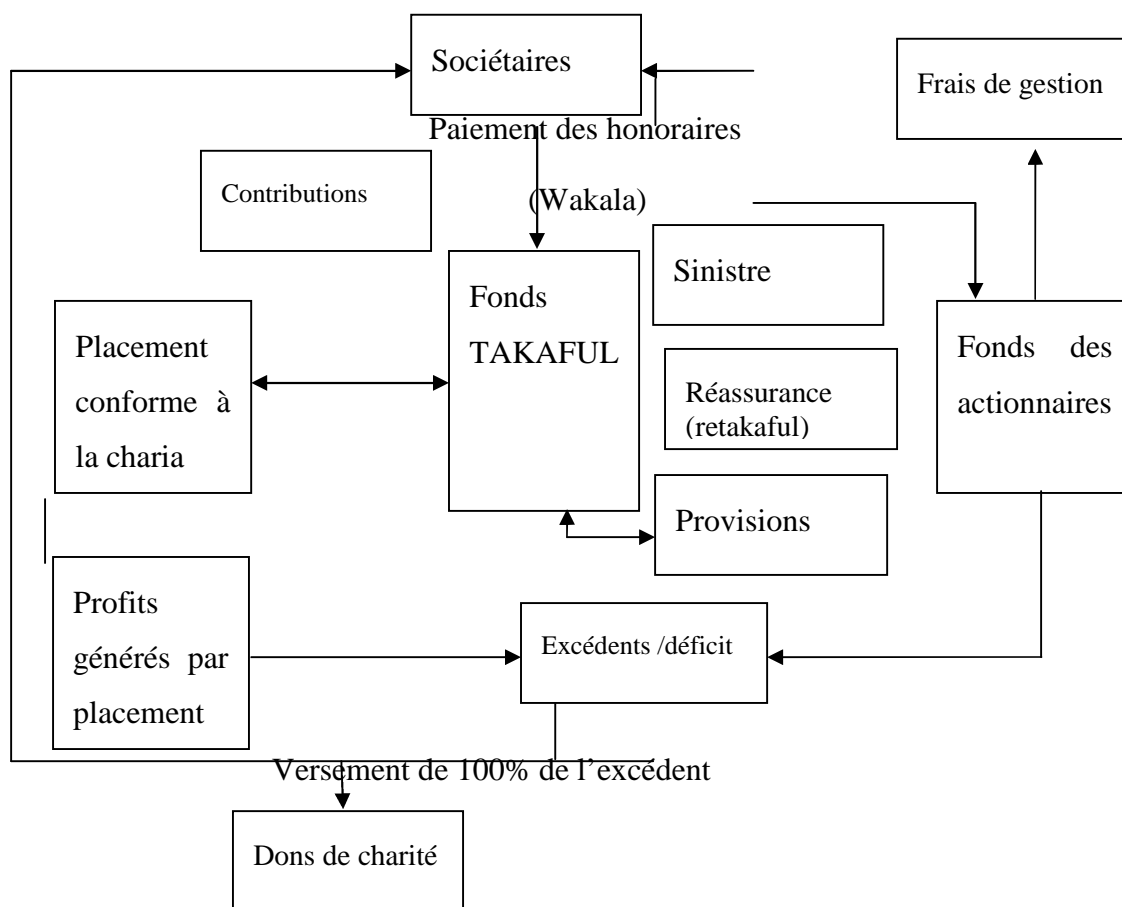 Sociétaires
Frais de gestion
Paiement des honoraires
Contributions
(Wakala)
Sinistre
Fonds
TAKAFUL
Placement
conforme à
la charia
Fonds des
actionnaires
Réassurance
(retakaful)
Provisions
Profits
générés par
placement
Excédents /déficit
Versement de 100% de l’excédent
Dons de charité